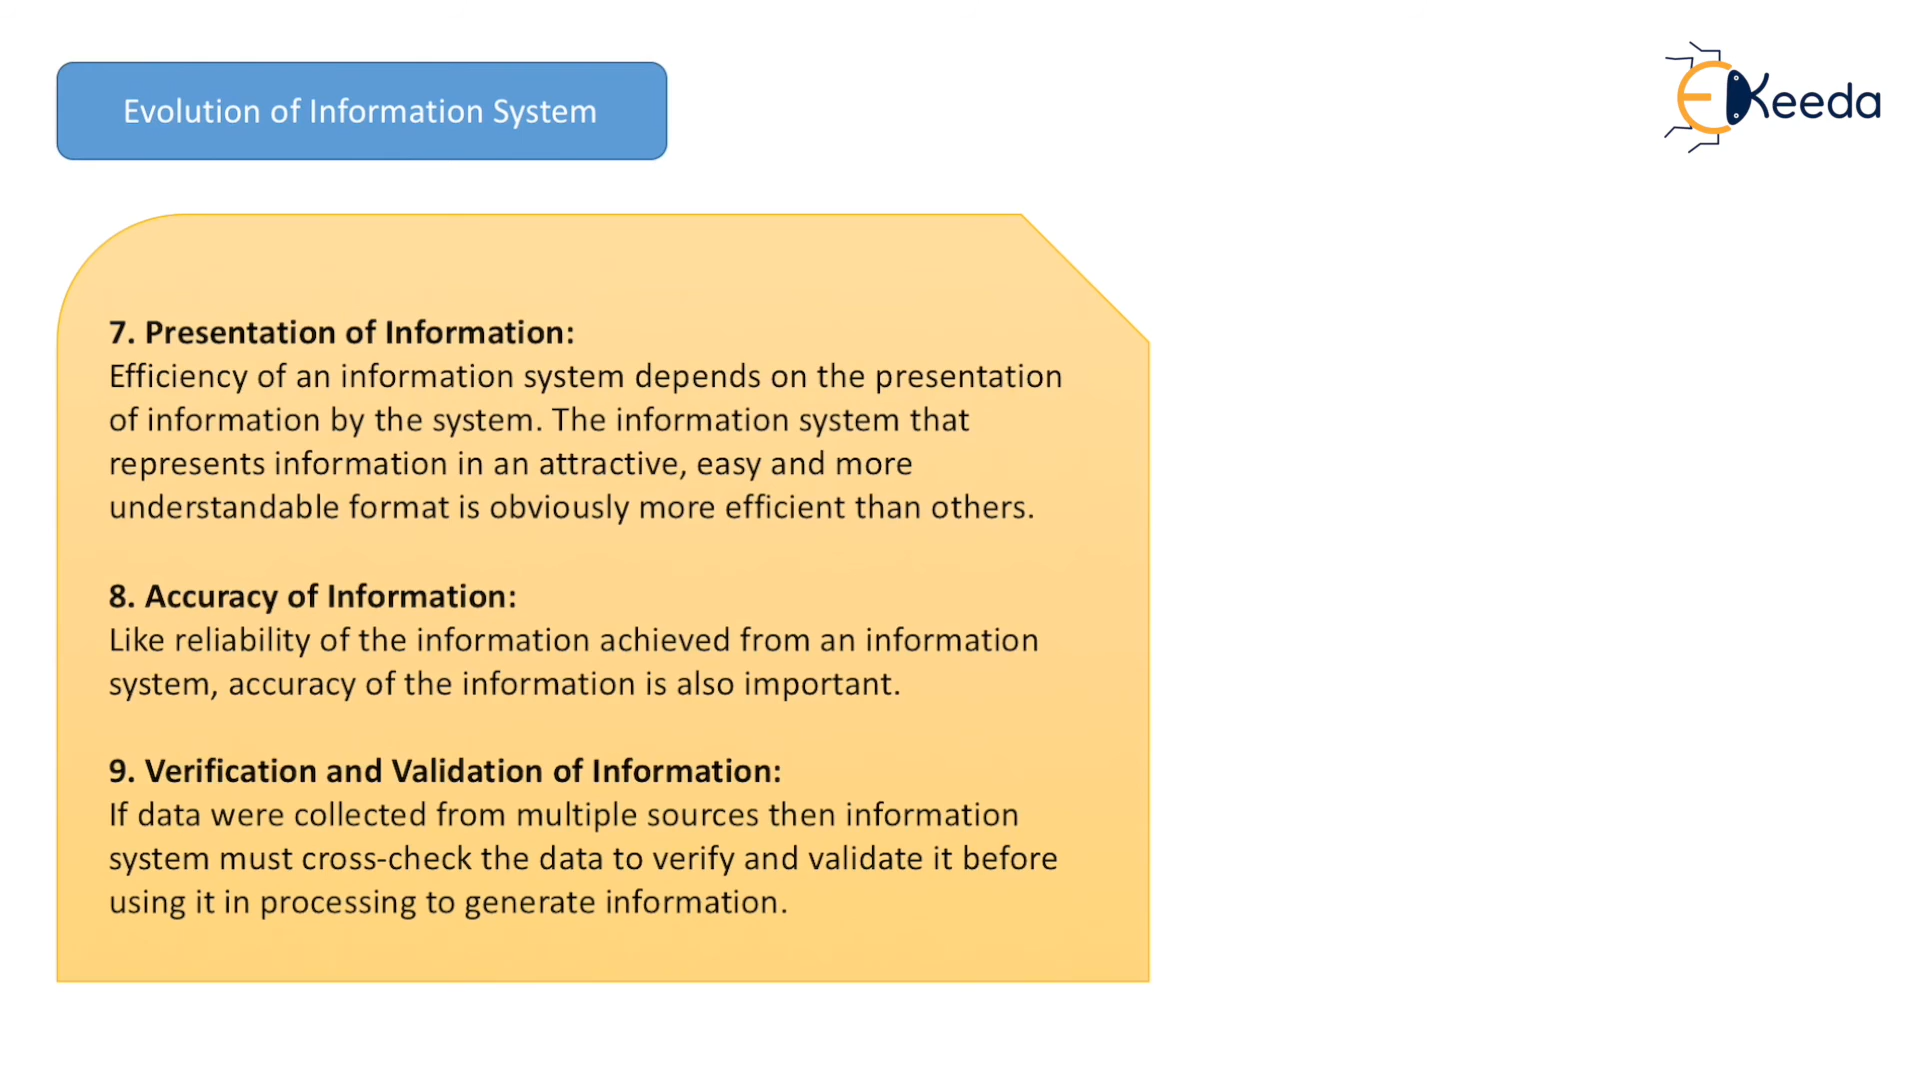 Evolution of Information System
EKeeda
7. Presentation of Information:
Efficiency of an information system depends on the presentation
of information by the system. The information system that
represents information in an attractive, easy and more
understandable format is obviously more efficient than others.
8. Accuracy of Information:
Like reliability of the information achieved from an information
system, accuracy of the information is also important.
9. Verification and Validation of Information:
If data were collected from multiple sources then information
system must cross-check the data to verify and validate it before
using it in processing to generate information.